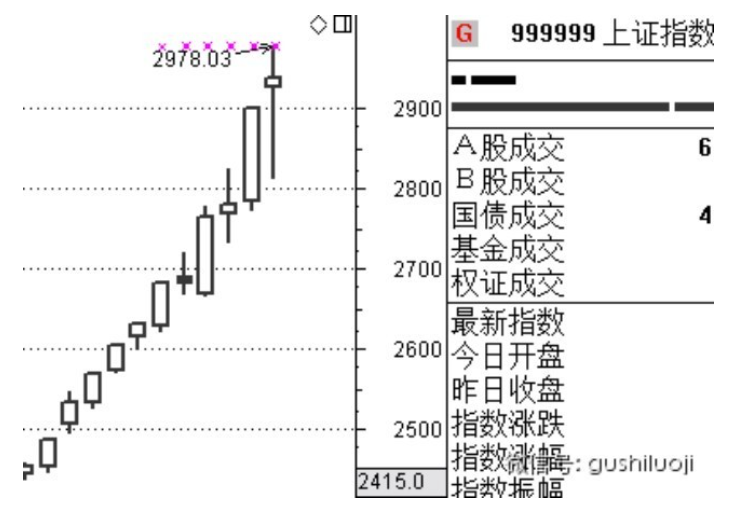 G 999999 上证指数
2978.03
2900
2800
2700
2600
2500
2415.0
A股成交 6
B股成交
国债成交 4
基金成交
权证成交
最新指数
今日开盘
昨日收盘
指数涨跌
指数涨幅
指数振幅
微信号: gushiluoji